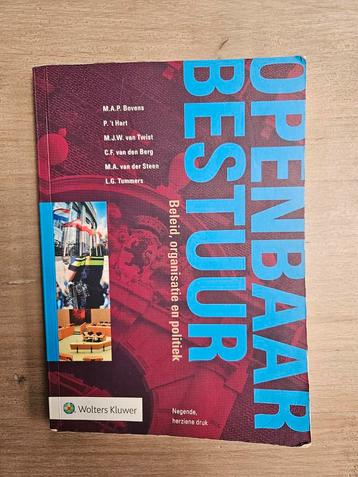 M.A.P. Bovens
P. 't Hart
M.J.W. van Twist
C.F. van den Berg
M.A. van der Steen
L.G. Tummers
OPENBAAR
BESTUUR
Beleid, organisatie en politiek
Wolters Kluwer
Negende,
herziene druk